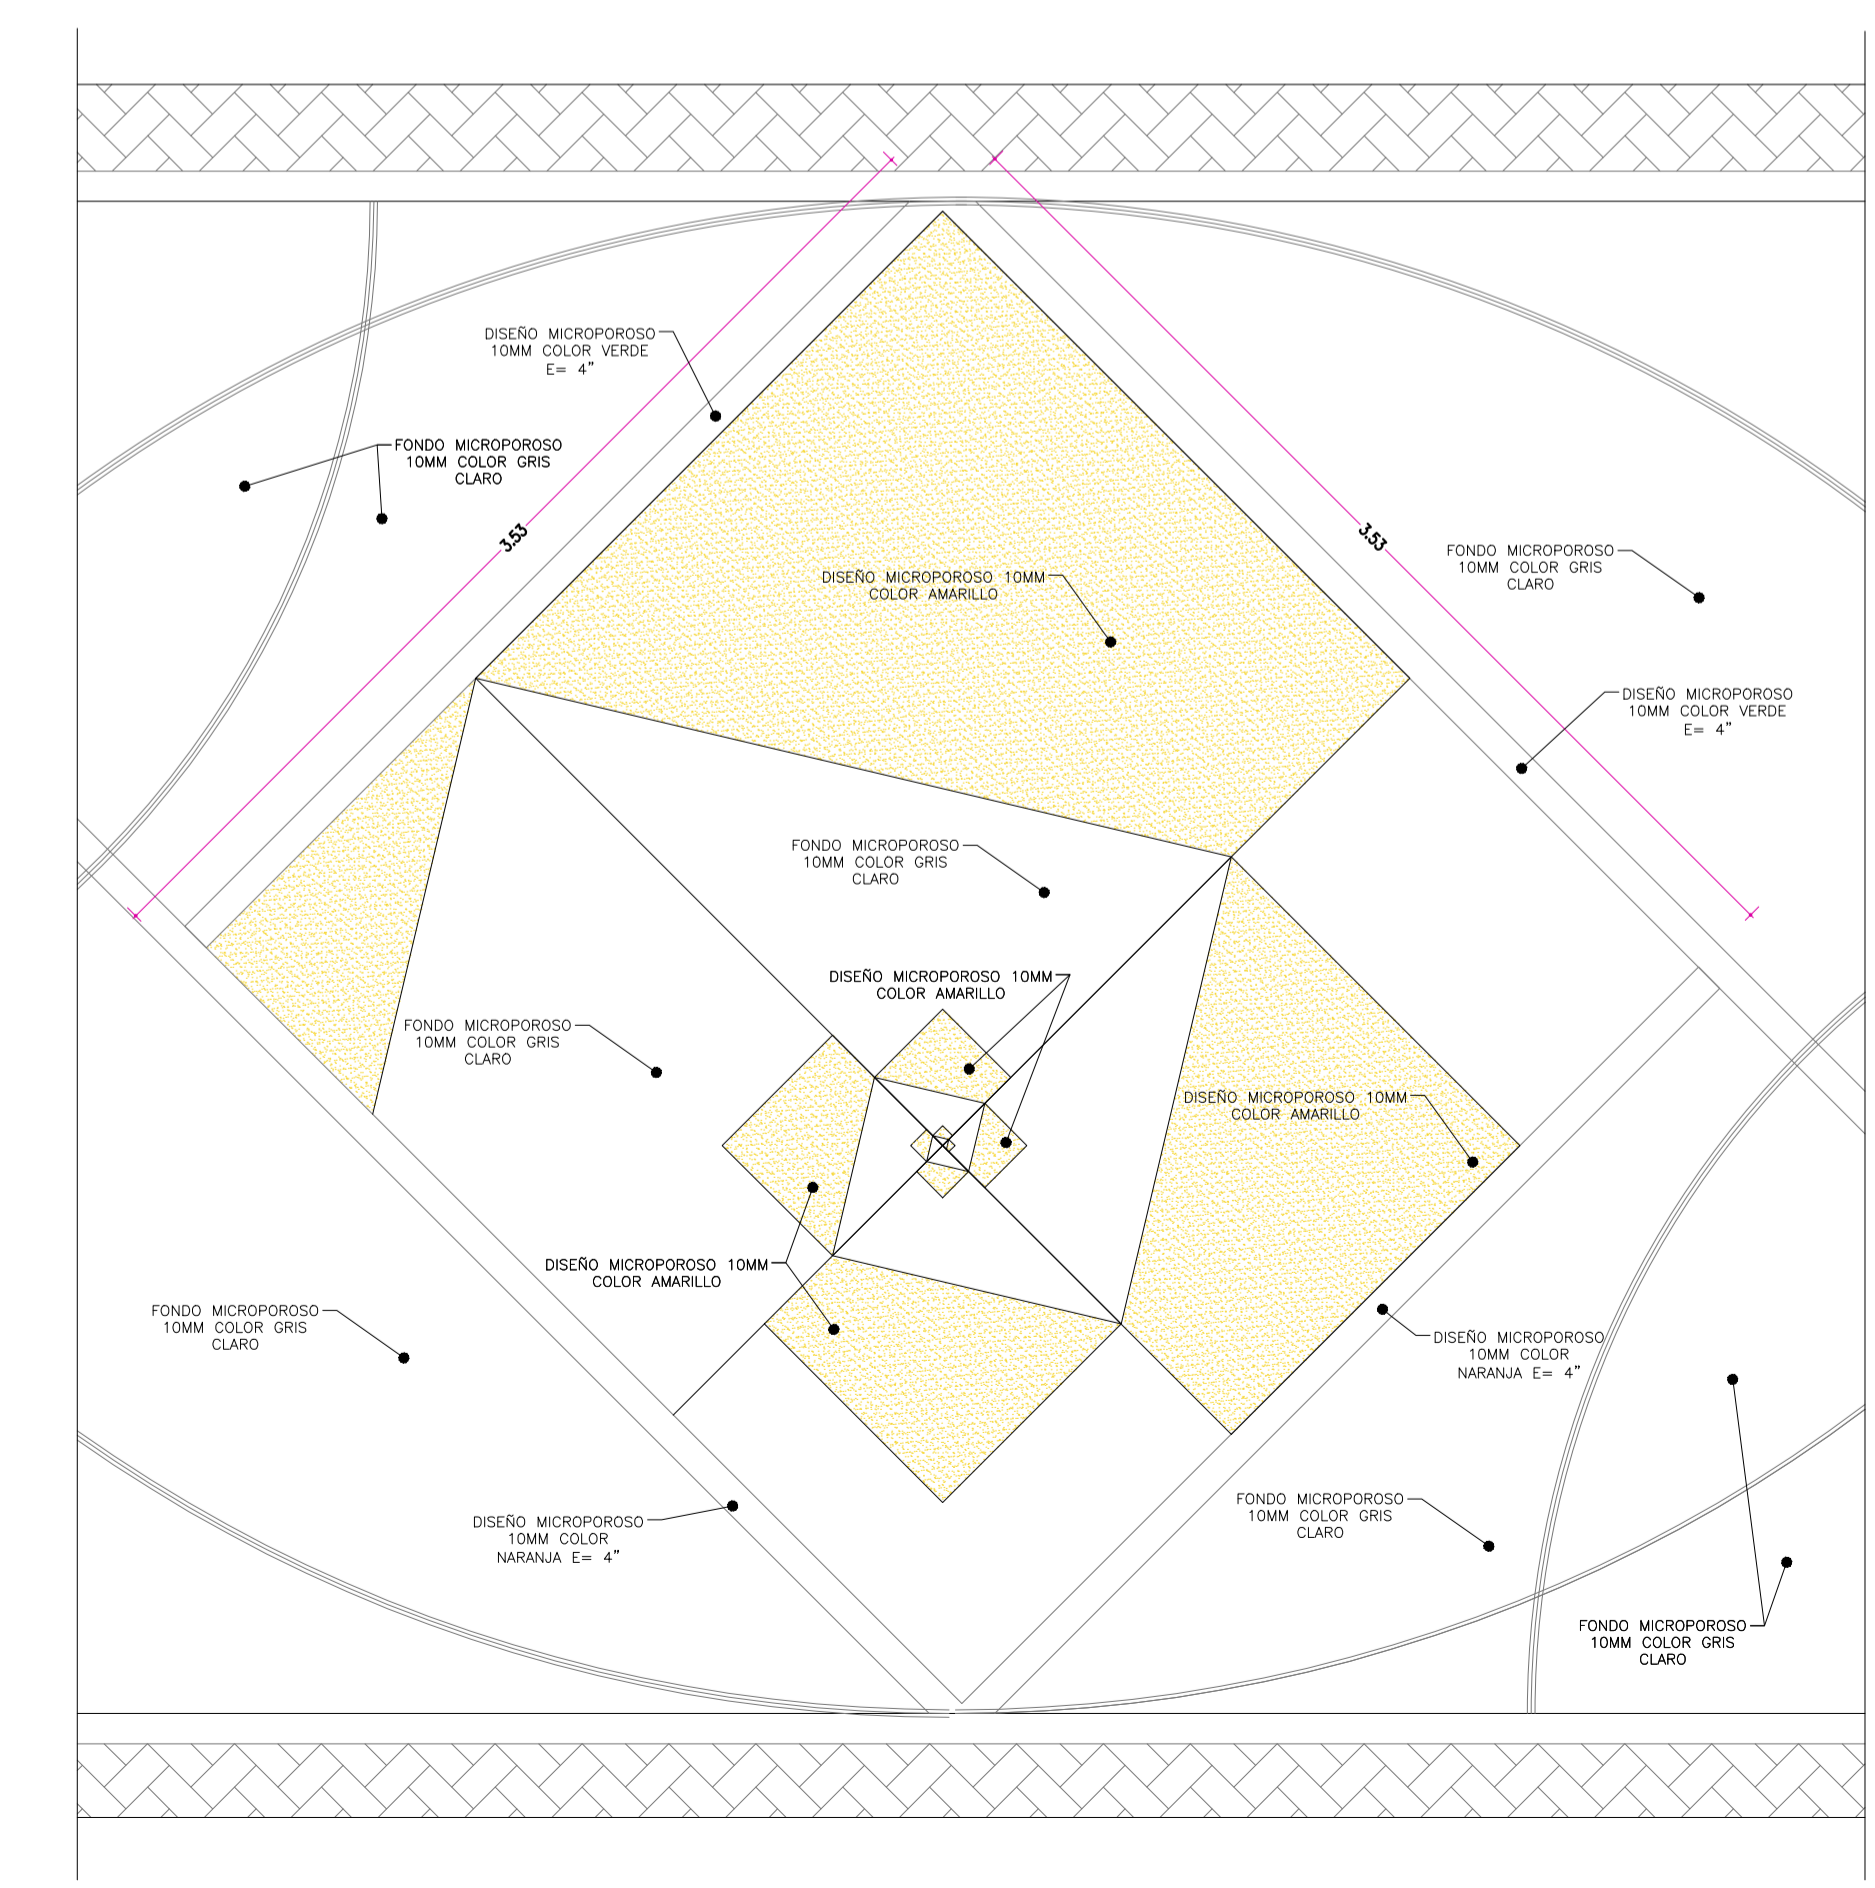 DISEÑO MICROPOROSO
10MM COLOR VERDE
E= 4"
FONDO MICROPOROSO
10MM COLOR GRIS
CLARO
3.53
3.53
FONDO MICROPOROSO
10MM COLOR GRIS
CLARO
DISEÑO MICROPOROSO 10MM
COLOR AMARILLO
DISEÑO MICROPOROSO
10MM COLOR VERDE
E= 4"
FONDO MICROPOROSO
10MM COLOR GRIS
CLARO
DISEÑO MICROPOROSO 10MM
COLOR AMARILLO
FONDO MICROPOROSO
10MM COLOR GRIS
CLARO
DISEÑO MICROPOROSO 10MM
COLOR AMARILLO
DISEÑO MICROPOROSO 10MM
COLOR AMARILLO
FONDO MICROPOROSO
10MM COLOR GRIS
CLARO
DISEÑO MICROPOROSO
10MM COLOR
NARANJA E= 4"
DISEÑO MICROPOROSO
10MM COLOR
NARANJA E= 4"
FONDO MICROPOROSO
10MM COLOR GRIS
CLARO
FONDO MICROPOROSO
10MM COLOR GRIS
CLARO